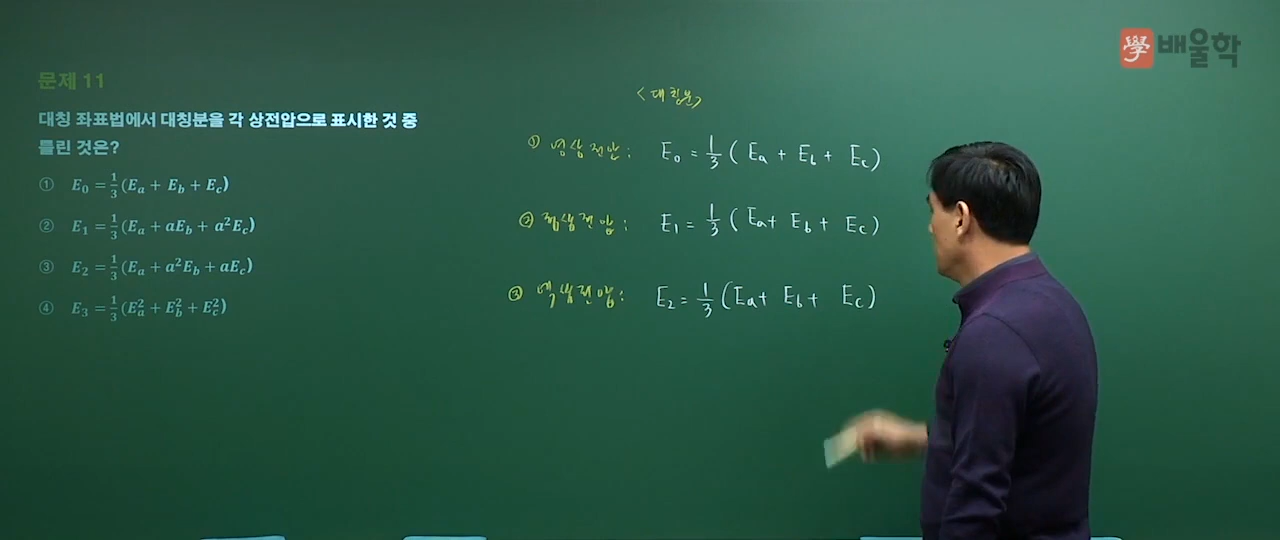 學 배울학
문제 11
대칭 좌표법에서 대칭분을 각 상전압으로 표시한 것 중
틀린 것은?
① E₀ = 1/3(Eₐ + E_b + E_c)
② E₁ = 1/3(Eₐ + aE_b + a²E_c)
③ E₂ = 1/3(Eₐ + a²E_b + aE_c)
④ E₃ = 1/3(Eₐ² + E_b² + E_c²)
<대칭분>
① 영상전압 : E₀ = 1/3 (Eₐ + E_b + E_c)
② 정상전압 : E₁ = 1/3 (Eₐ + E_b + E_c)
③ 역상전압 : E₂ = 1/3 (Eₐ + E_b + E_c)